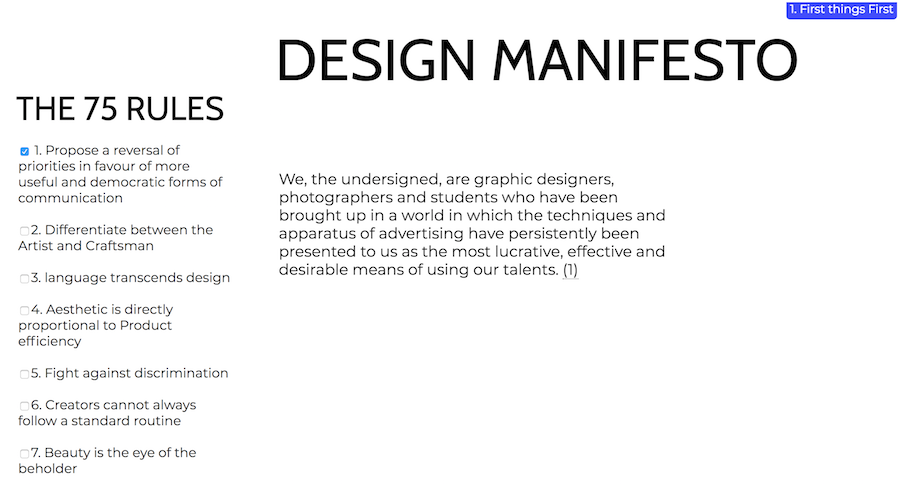 1. First things First
DESIGN MANIFESTO
THE 75 RULES
1. Propose a reversal of
priorities in favour of more
useful and democratic forms of
communication
2. Differentiate between the
Artist and Craftsman
3. language transcends design
4. Aesthetic is directly
proportional to Product
efficiency
5. Fight against discrimination
6. Creators cannot always
follow a standard routine
7. Beauty is the eye of the
beholder
We, the undersigned, are graphic designers,
photographers and students who have been
brought up in a world in which the techniques and
apparatus of advertising have persistently been
presented to us as the most lucrative, effective and
desirable means of using our talents. (1)